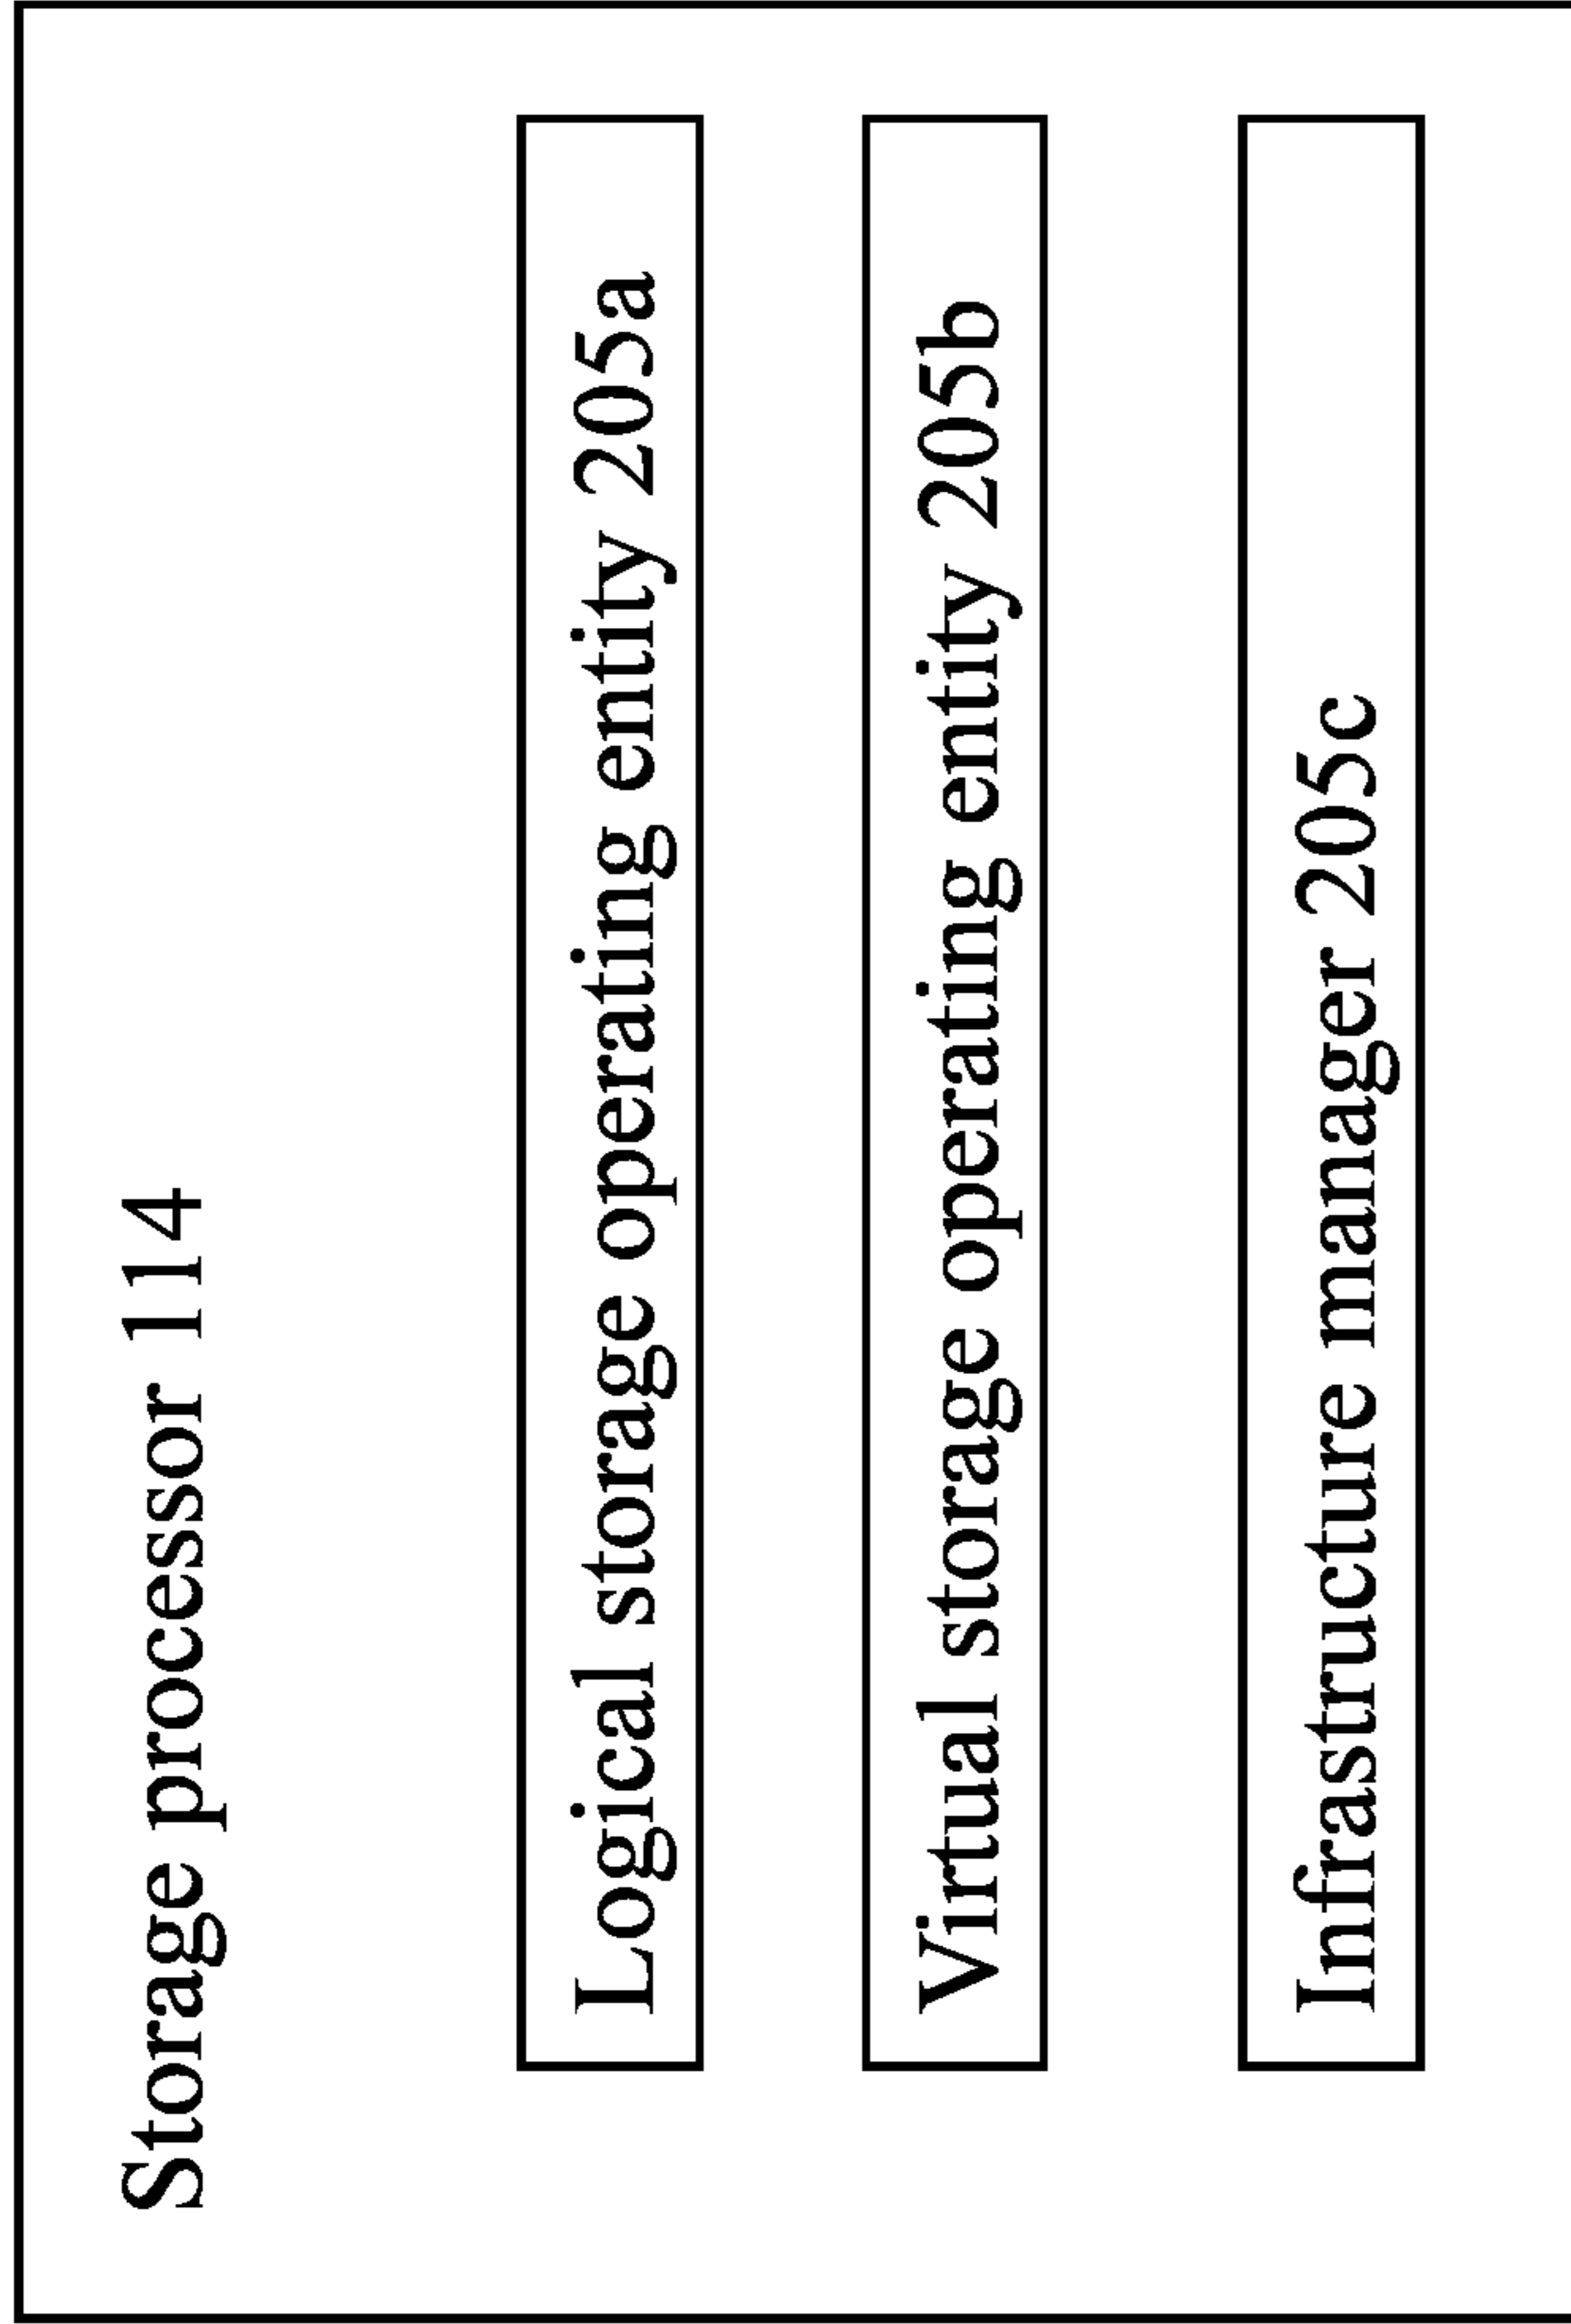 Storage processor 114
Logical storage operating entity 205a
Virtual storage operating entity 205b
Infrastructure manager 205c